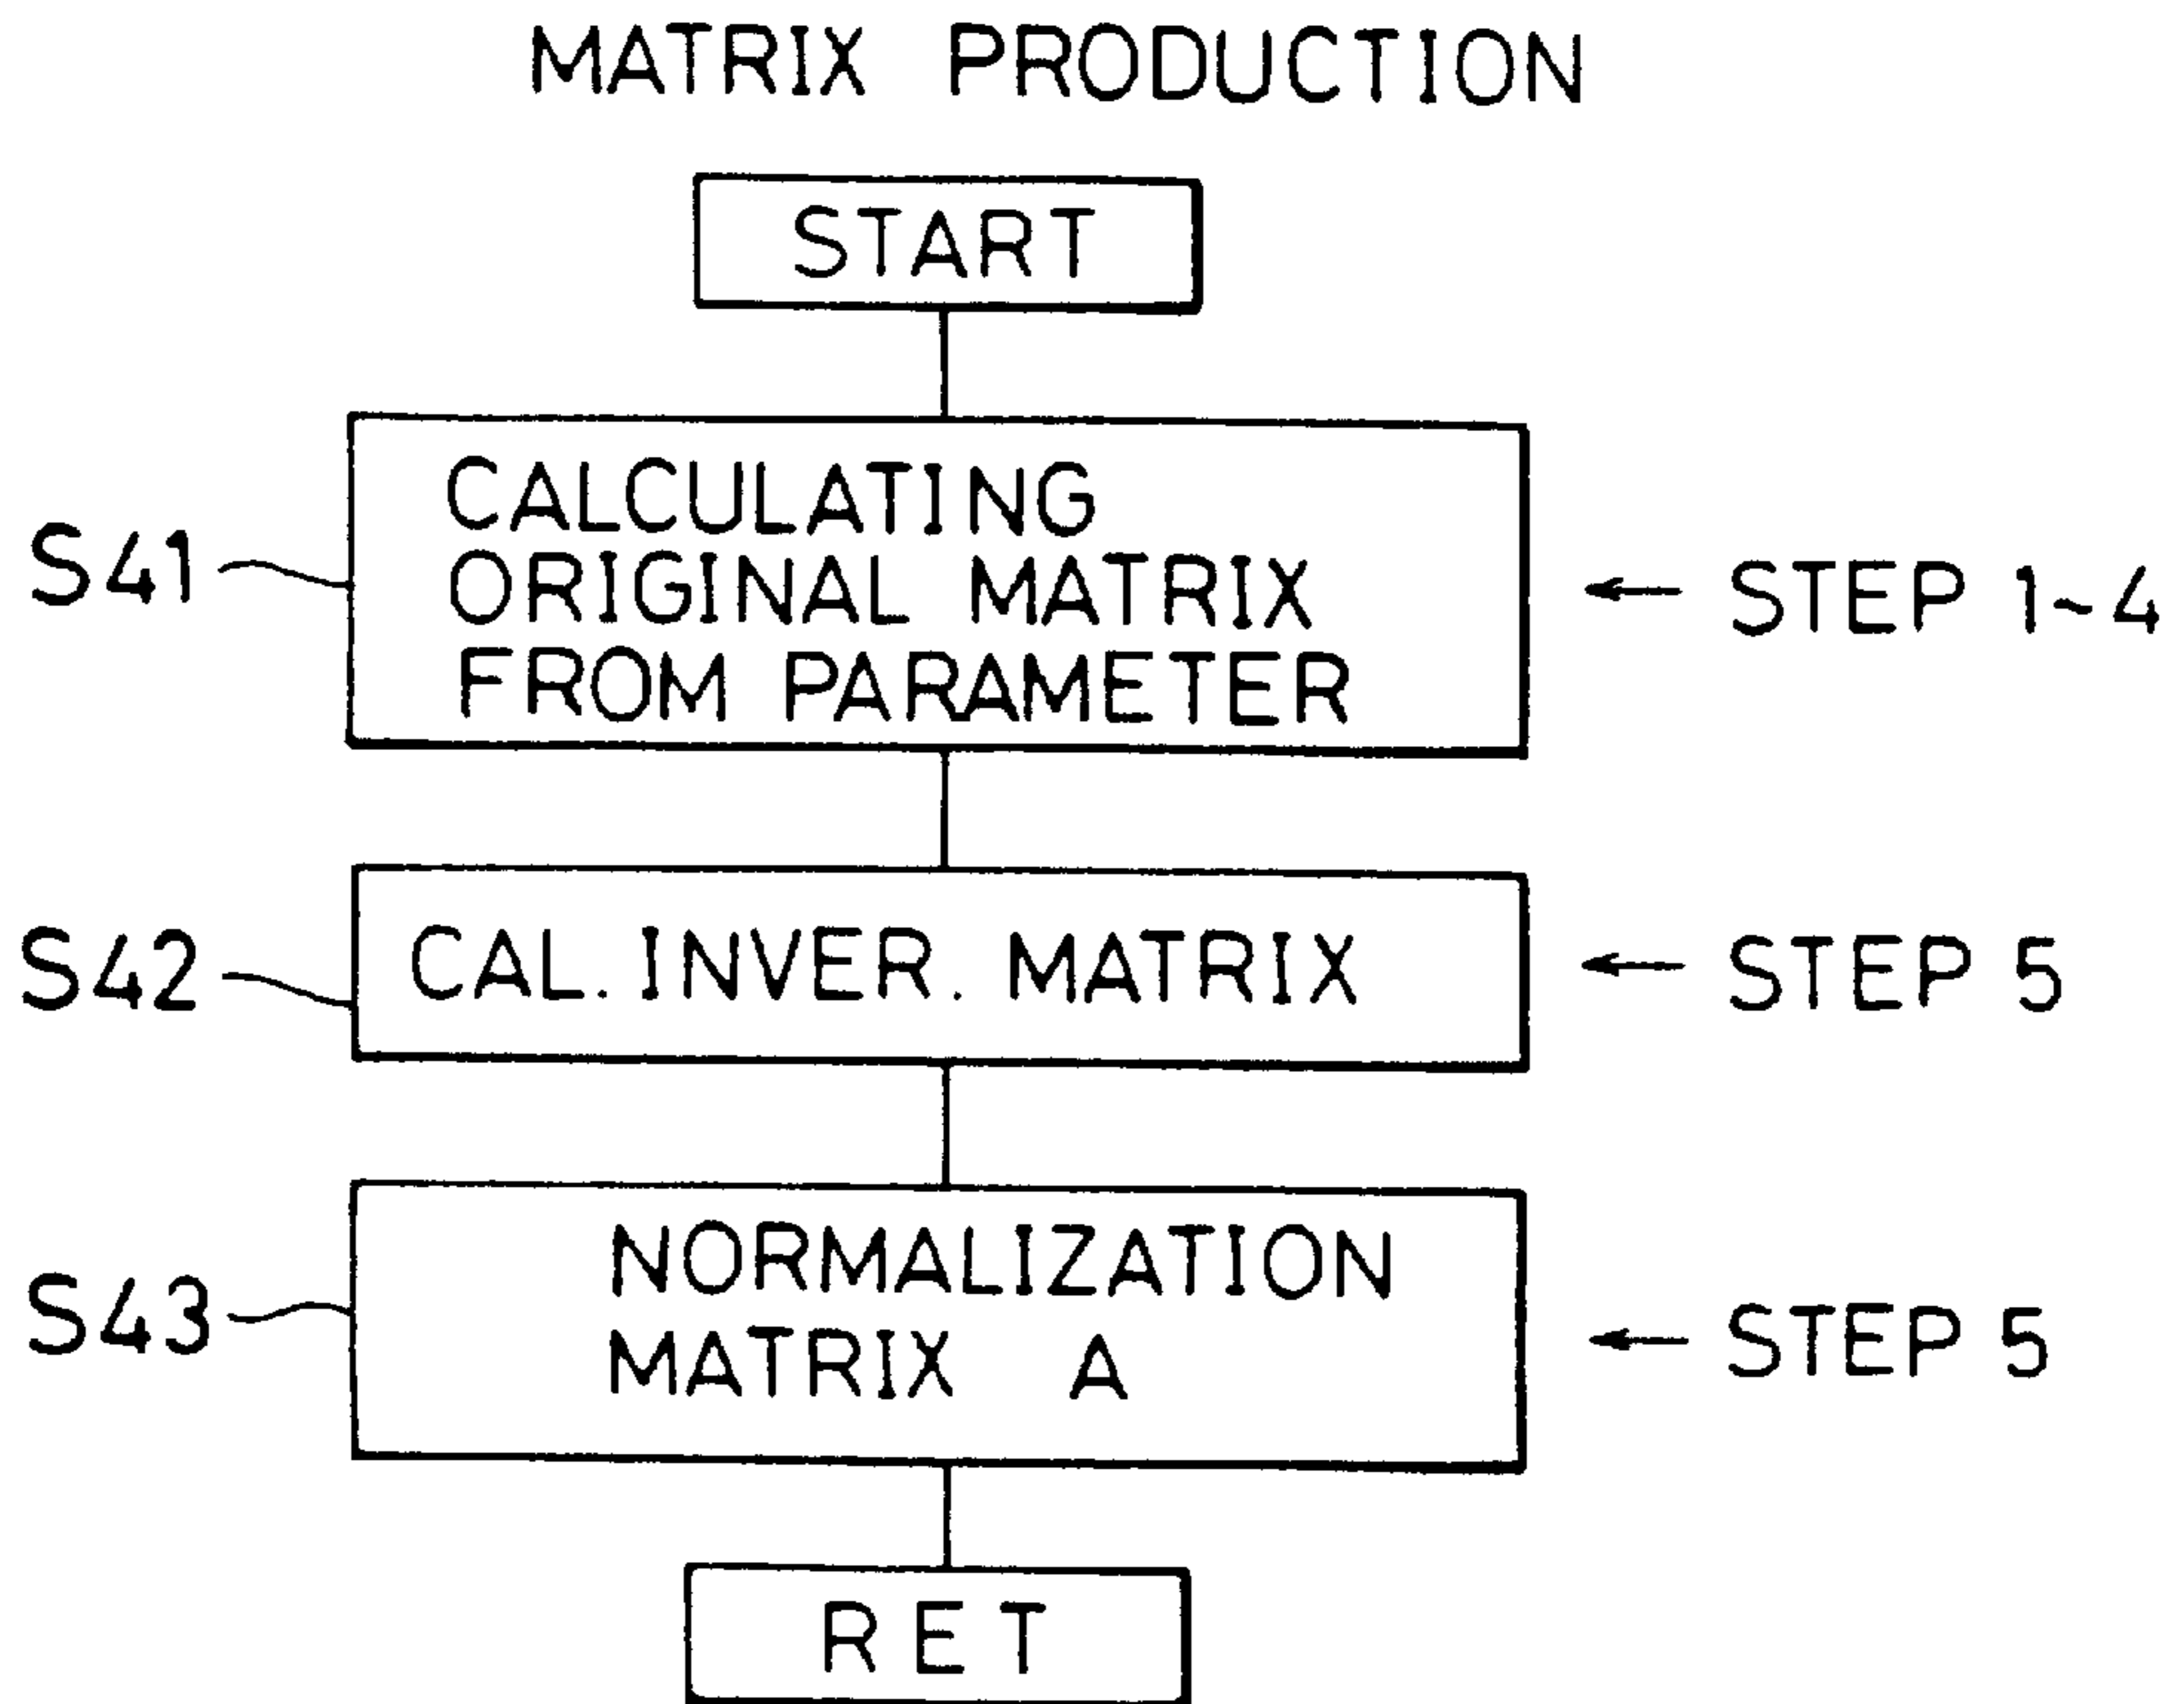 MATRIX PRODUCTION
START
CALCULATING
ORIGINAL MATRIX
FROM PARAMETER
S41
STEP 1~4
S42
CAL. INVER. MATRIX
STEP 5
NORMALIZATION
MATRIX A
S43
STEP 5
RET